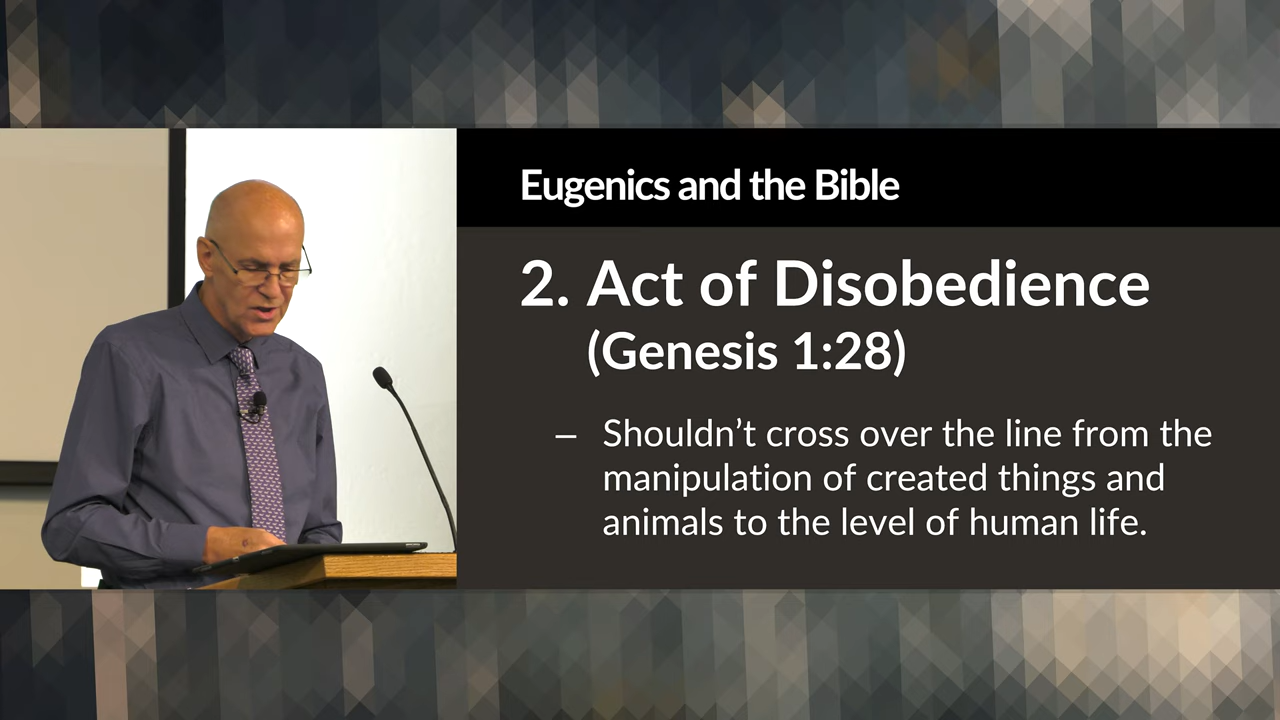 Eugenics and the Bible
2. Act of Disobedience
(Genesis 1:28)
– Shouldn’t cross over the line from the
manipulation of created things and
animals to the level of human life.